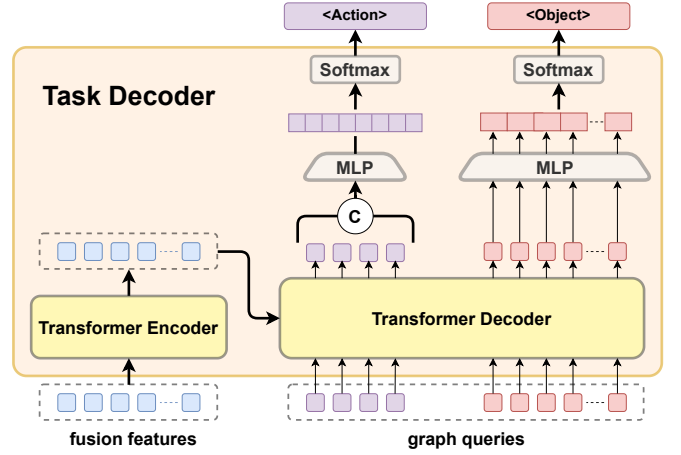 <Action>
<Object>
Softmax
Softmax
Task Decoder
MLP
MLP
C
Transformer Encoder
Transformer Decoder
fusion features
graph queries